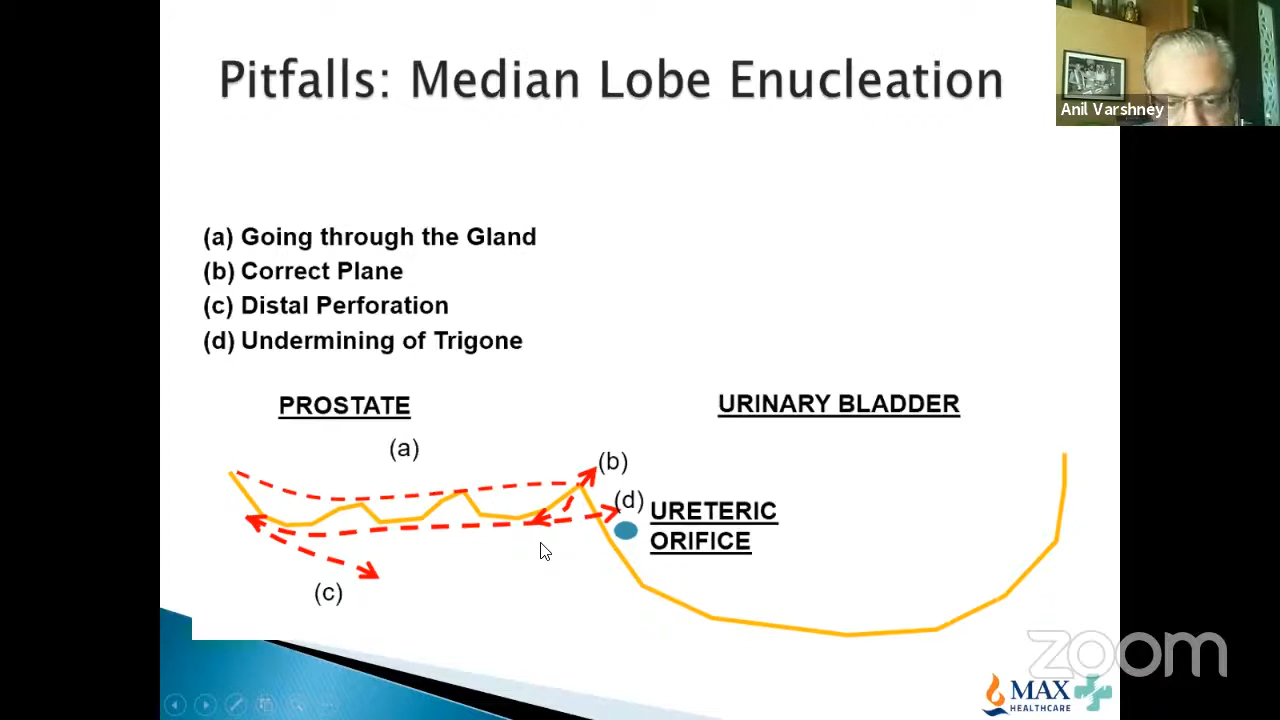 Pitfalls: Median Lobe Enucleation
Anil Varshney
(a) Going through the Gland
(b) Correct Plane
(c) Distal Perforation
(d) Undermining of Trigone
PROSTATE
URINARY BLADDER
(a)
(b)
(d)
URETERIC
ORIFICE
(c)
zoom
MAX
HEALTHCARE